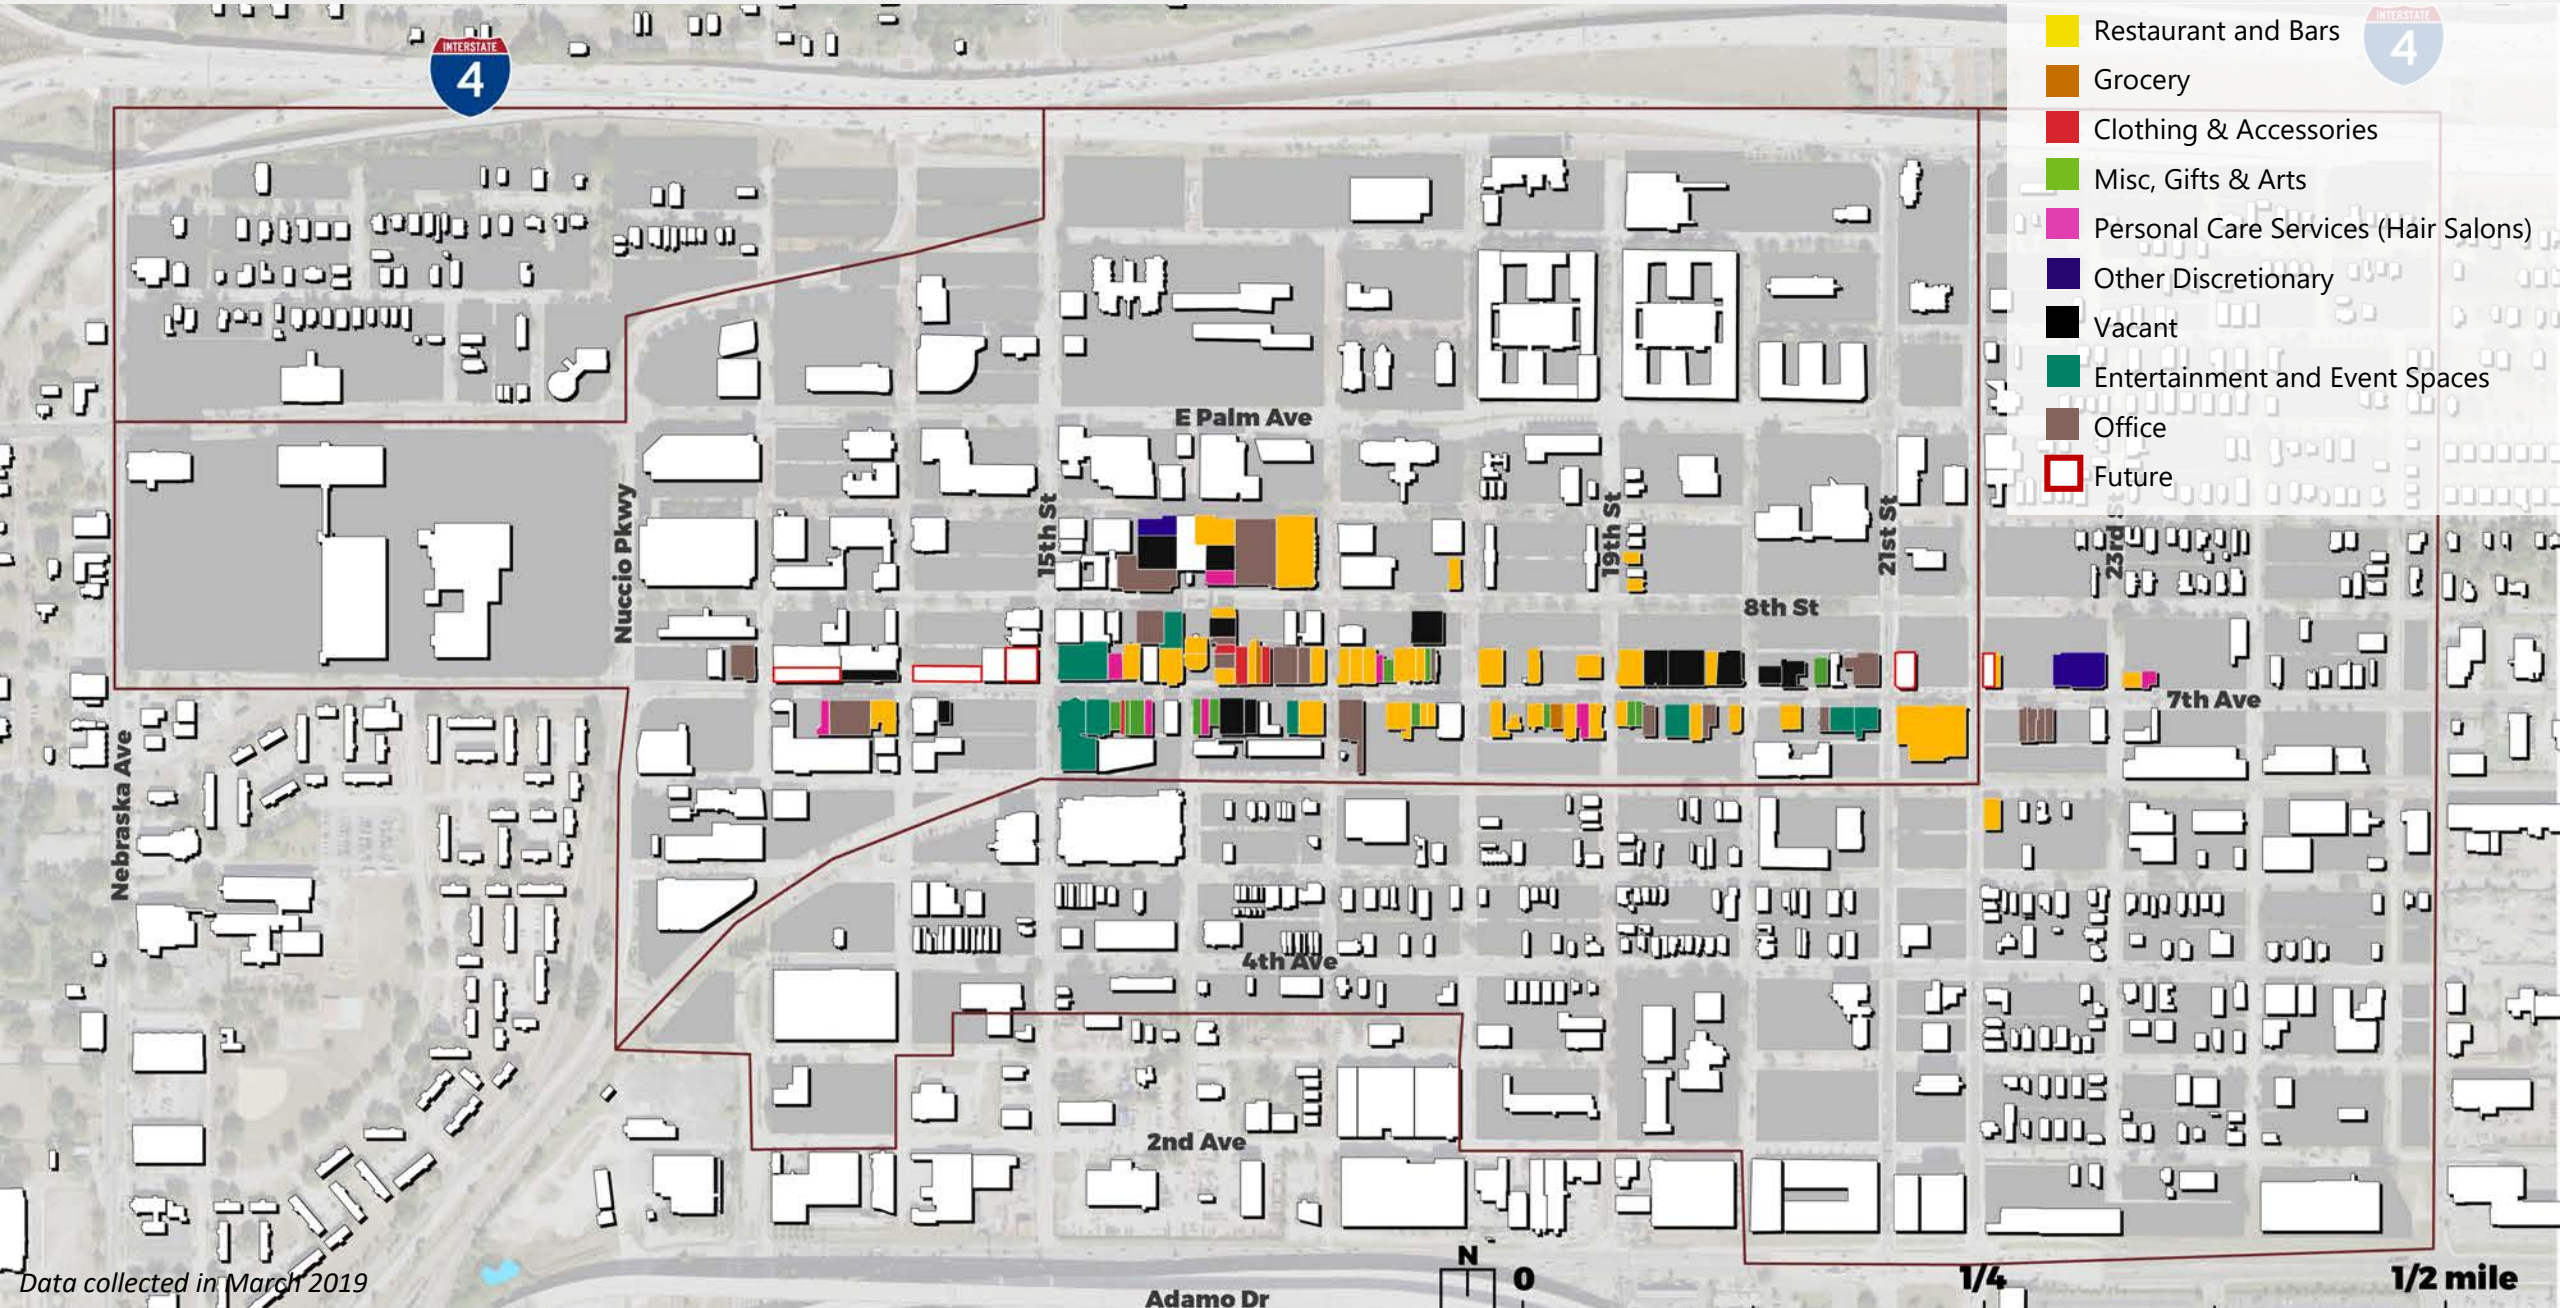 INTERSTATE
4
Restaurant and Bars
INTERSTATE
4
Grocery
Clothing & Accessories
Misc, Gifts & Arts
Personal Care Services (Hair Salons)
Other Discretionary
Vacant
Entertainment and Event Spaces
Office
Future
E Palm Ave
Nuccio Pkwy
15th St
19th St
21st St
23rd
8th St
7th Ave
Nebraska Ave
4th Ave
2nd Ave
Data collected in March 2019
N
0
1/4
1/2 mile
Adamo Dr